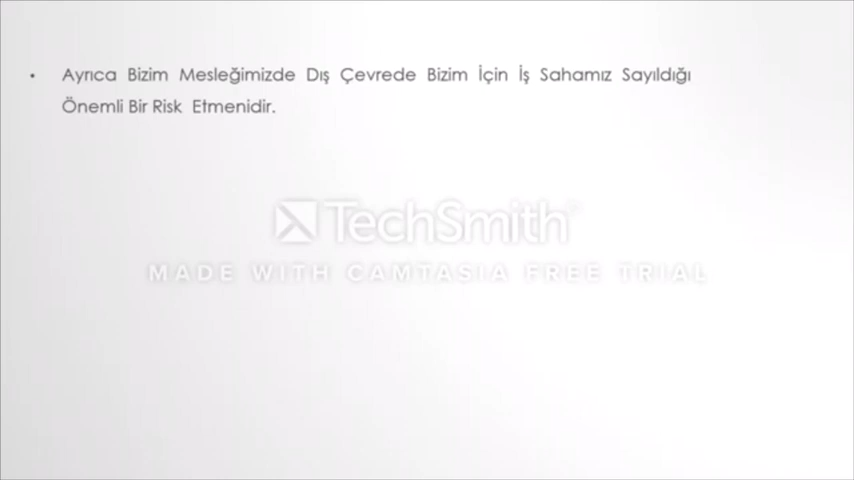 • Ayrıca Bizim Mesleğimizde Dış Çevrede Bizim İçin İş Sahamız Sayıldığı
Önemli Bir Risk Etmenidir.
TechSmith
MADE WITH CAMTASIA FREE TRIAL